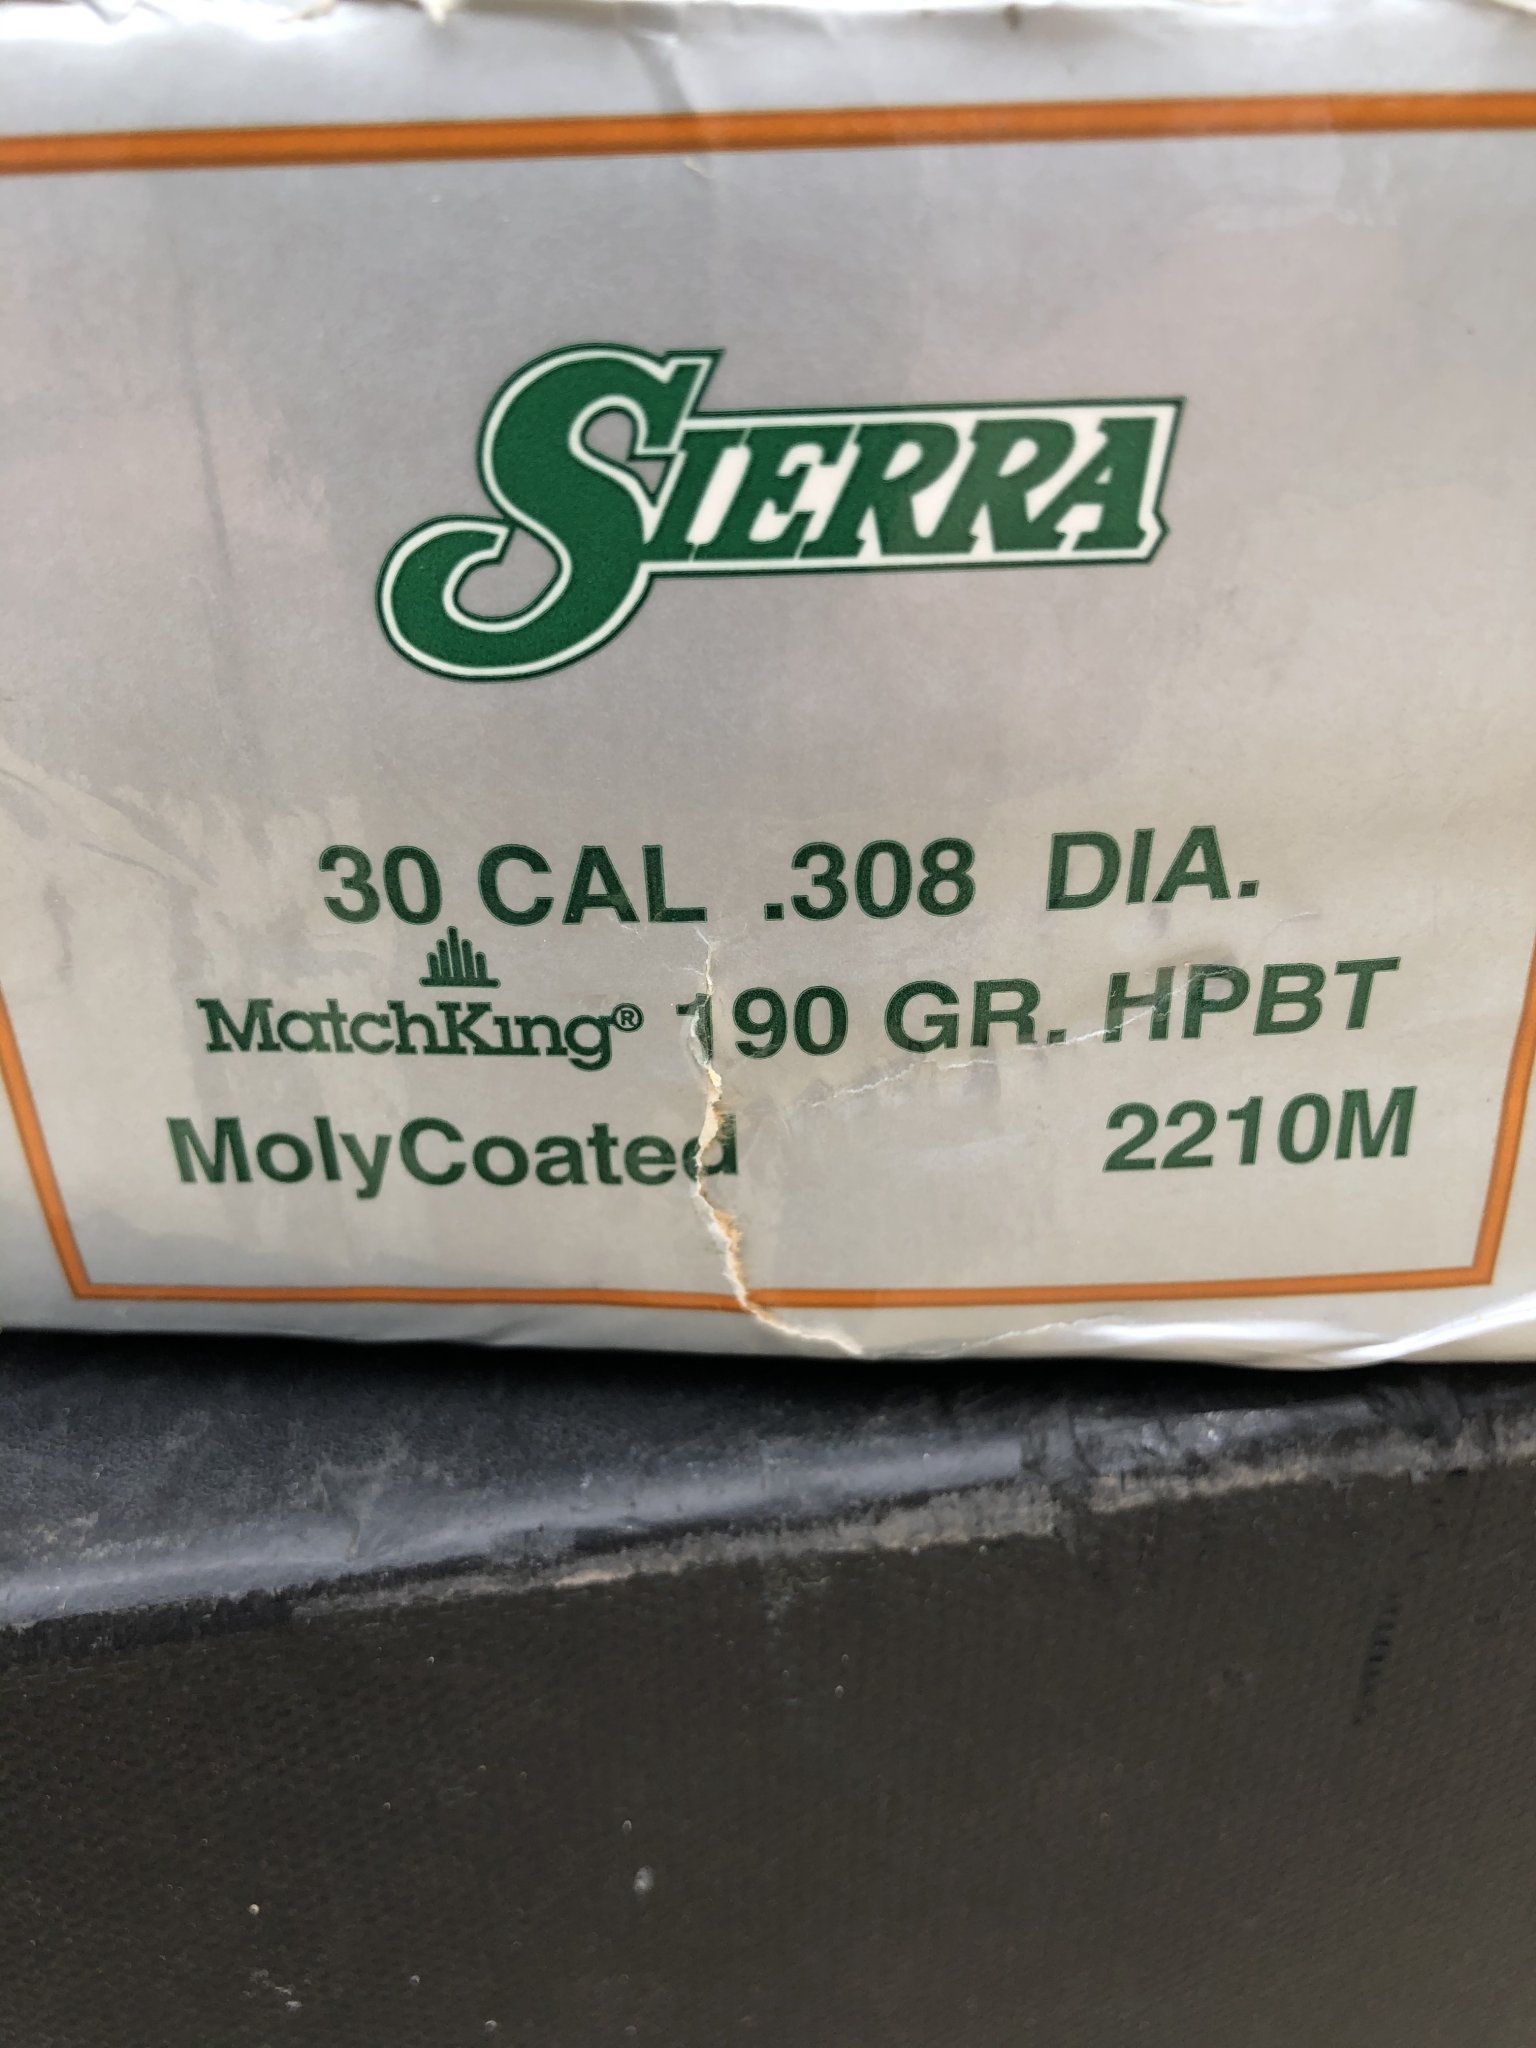 SIERRA
30 CAL .308 DIA.
MatchKing® 190 GR. HPBT
MolyCoated 2210M